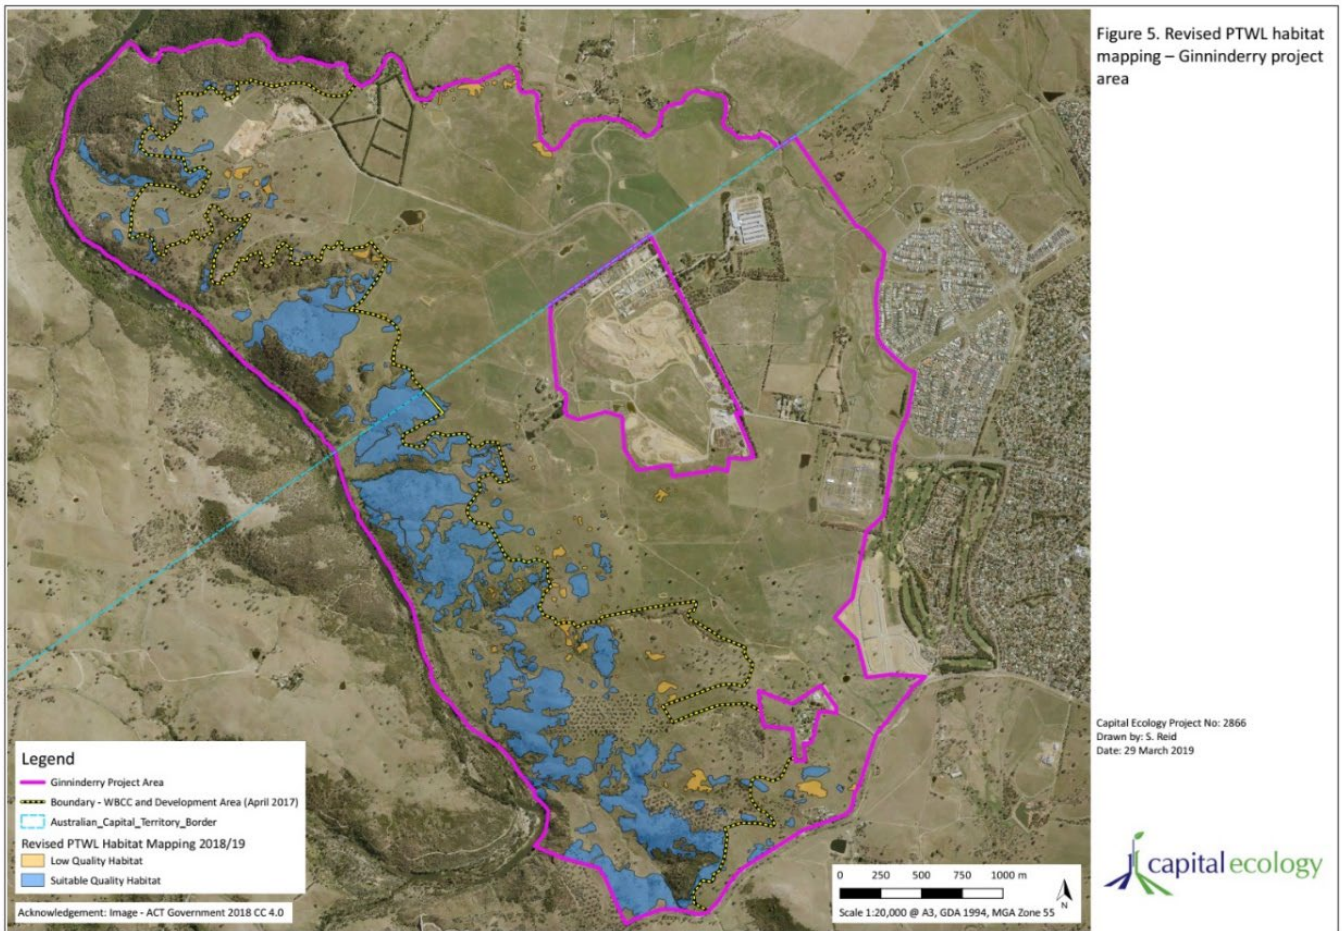 Figure 5. Revised PTWL habitat
mapping – Ginninderry project
area
Legend
Ginninderry Project Area
Boundary - WBCC and Development Area (April 2017)
Australian_Capital_Territory_Border
Revised PTWL Habitat Mapping 2018/19
Low Quality Habitat
Suitable Quality Habitat
Acknowledgement: Image - ACT Government 2018 CC 4.0
0 250 500 750 1000 m
Scale 1:20,000 @ A3, GDA 1994, MGA Zone 55
N
Capital Ecology Project No: 2866
Drawn by: S. Reid
Date: 29 March 2019
capital ecology